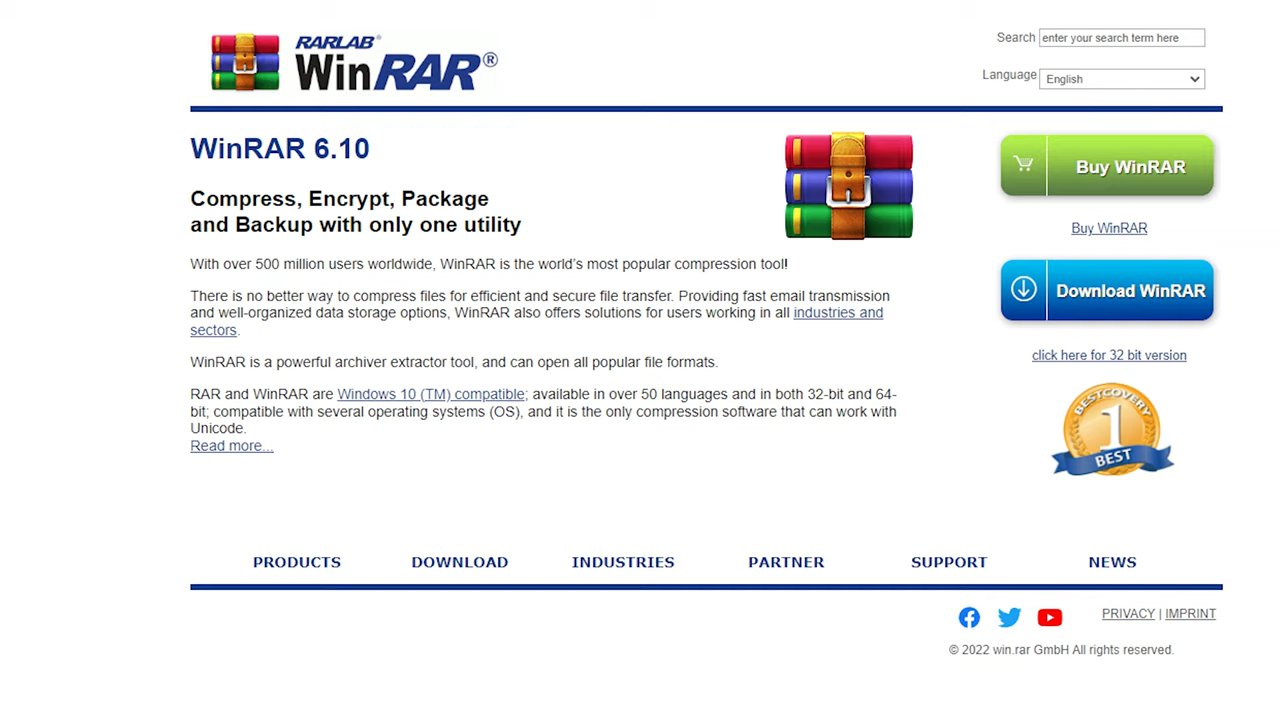 RARLAB®
WinRAR®
Search enter your search term here
Language English
WinRAR 6.10
Compress, Encrypt, Package
and Backup with only one utility
With over 500 million users worldwide, WinRAR is the world's most popular compression tool!
There is no better way to compress files for efficient and secure file transfer. Providing fast email transmission
and well-organized data storage options, WinRAR also offers solutions for users working in all industries and
sectors.
WinRAR is a powerful archiver extractor tool, and can open all popular file formats.
RAR and WinRAR are Windows 10 (TM) compatible; available in over 50 languages and in both 32-bit and 64-
bit; compatible with several operating systems (OS), and it is the only compression software that can work with
Unicode.
Read more...
Buy WinRAR
Buy WinRAR
Download WinRAR
click here for 32 bit version
BESTCOVERY
1
BEST
PRODUCTS DOWNLOAD INDUSTRIES PARTNER SUPPORT NEWS
PRIVACY | IMPRINT
© 2022 win.rar GmbH All rights reserved.